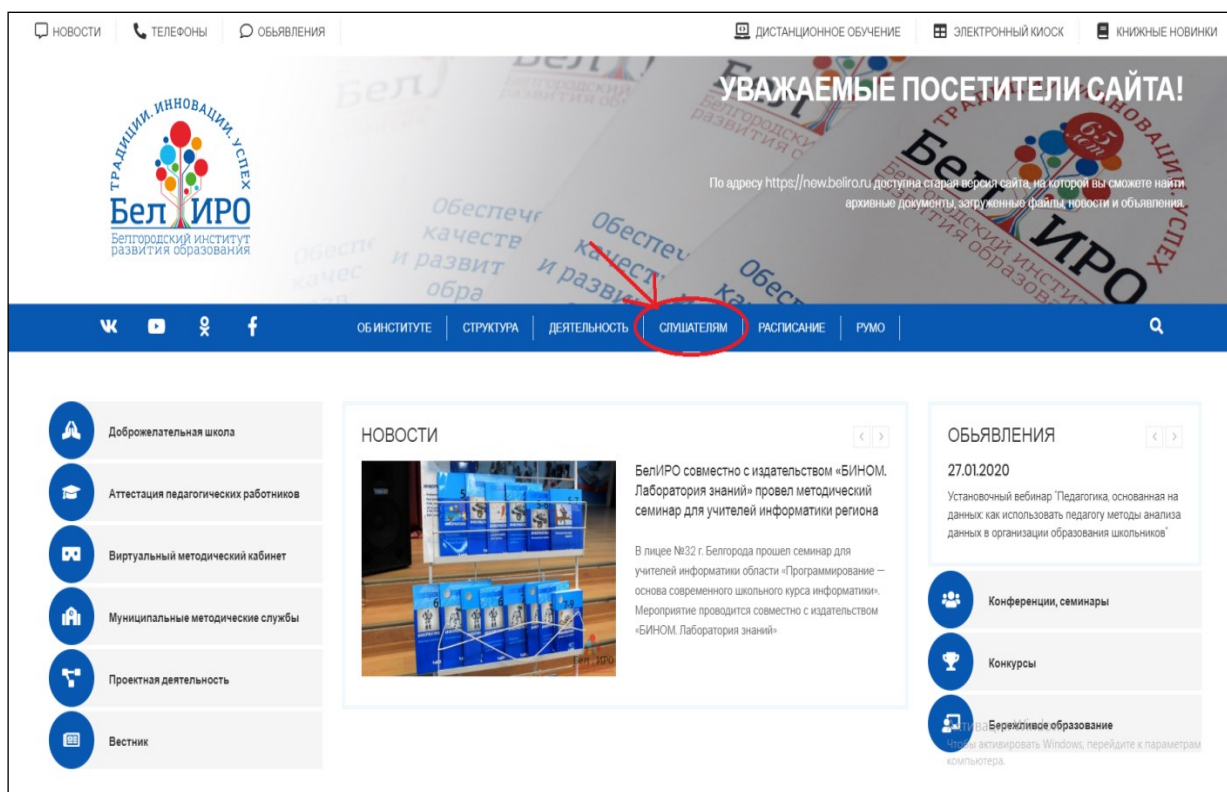 НОВОСТИ
ТЕЛЕФОНЫ
ОБЬЯВЛЕНИЯ
ДИСТАНЦИОННОЕ ОБУЧЕНИЕ
ЭЛЕКТРОННЫЙ КИОСК
КНИЖНЫЕ НОВИНКИ
ТРАДИЦИИ. ИННОВАЦИИ. УСПЕХ
Бел ИРО
Белгородский институт
развития образования
УВАЖАЕМЫЕ ПОСЕТИТЕЛИ САЙТА!
По адресу https://new.beliro.ru доступна старая версия сайта, на которой вы сможете найти
архивные документы, загруженные файлы, новости и объявления.
ОБ ИНСТИТУТЕ
СТРУКТУРА
ДЕЯТЕЛЬНОСТЬ
СЛУШАТЕЛЯМ
РАСПИСАНИЕ
РУМО
Доброжелательная школа
Аттестация педагогических работников
Виртуальный методический кабинет
Муниципальные методические службы
Проектная деятельность
Вестник
НОВОСТИ
БелИРО совместно с издательством «БИНОМ.
Лаборатория знаний» провел методический
семинар для учителей информатики региона
В лицее №32 г. Белгорода прошел семинар для
учителей информатики области «Программирование —
основа современного школьного курса информатики».
Мероприятие проводится совместно с издательством
«БИНОМ. Лаборатория знаний»
ОБЬЯВЛЕНИЯ
27.01.2020
Установочный вебинар "Педагогика, основанная на
данных: как использовать педагогу методы анализа
данных в организации образования школьников"
Конференции, семинары
Конкурсы
Бережливое образование
Активация Windows
Чтобы активировать Windows, перейдите к параметрам
компьютера.